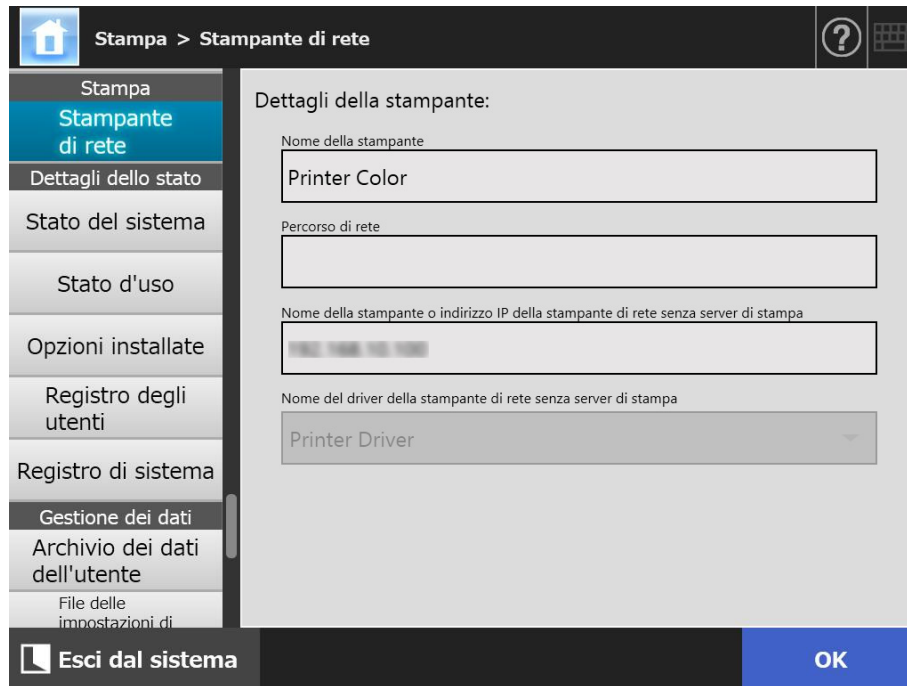 Stampa > Stampante di rete
?
Stampa
Stampante
di rete
Dettagli dello stato
Stato del sistema
Stato d'uso
Opzioni installate
Registro degli
utenti
Registro di sistema
Gestione dei dati
Archivio dei dati
dell'utente
File delle
impostazioni di
Dettagli della stampante:
Nome della stampante
Printer Color
Percorso di rete
Nome della stampante o indirizzo IP della stampante di rete senza server di stampa
Nome del driver della stampante di rete senza server di stampa
Printer Driver
Esci dal sistema
OK